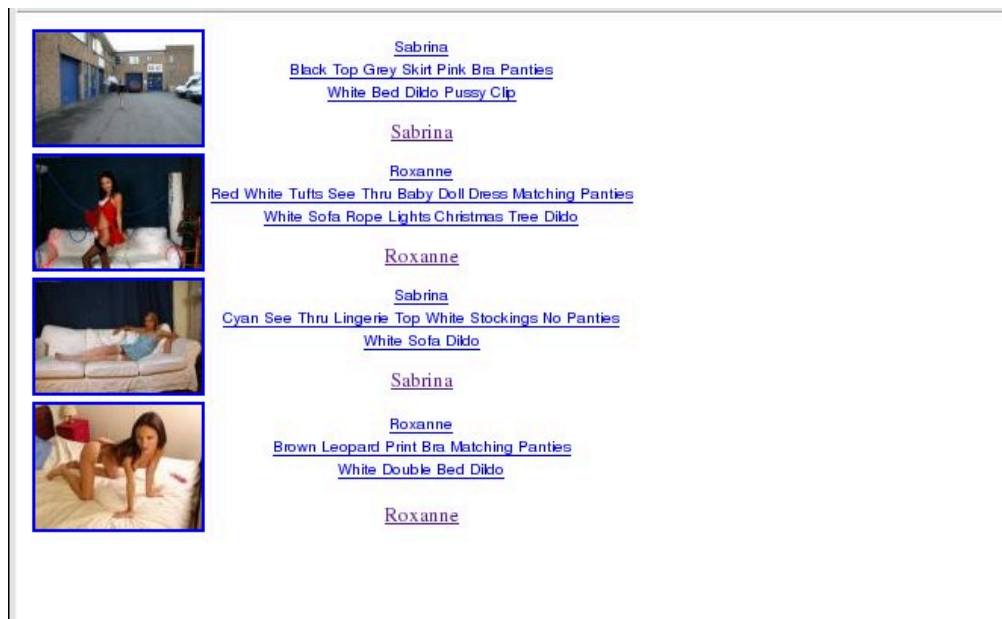 Sabrina
Black Top Grey Skirt Pink Bra Panties
White Bed Dildo Pussy Clip
Sabrina
Roxanne
Red White Tufts See Thru Baby Doll Dress Matching Panties
White Sofa Rope Lights Christmas Tree Dildo
Roxanne
Sabrina
Cyan See Thru Lingerie Top White Stockings No Panties
White Sofa Dildo
Sabrina
Roxanne
Brown Leopard Print Bra Matching Panties
White Double Bed Dildo
Roxanne